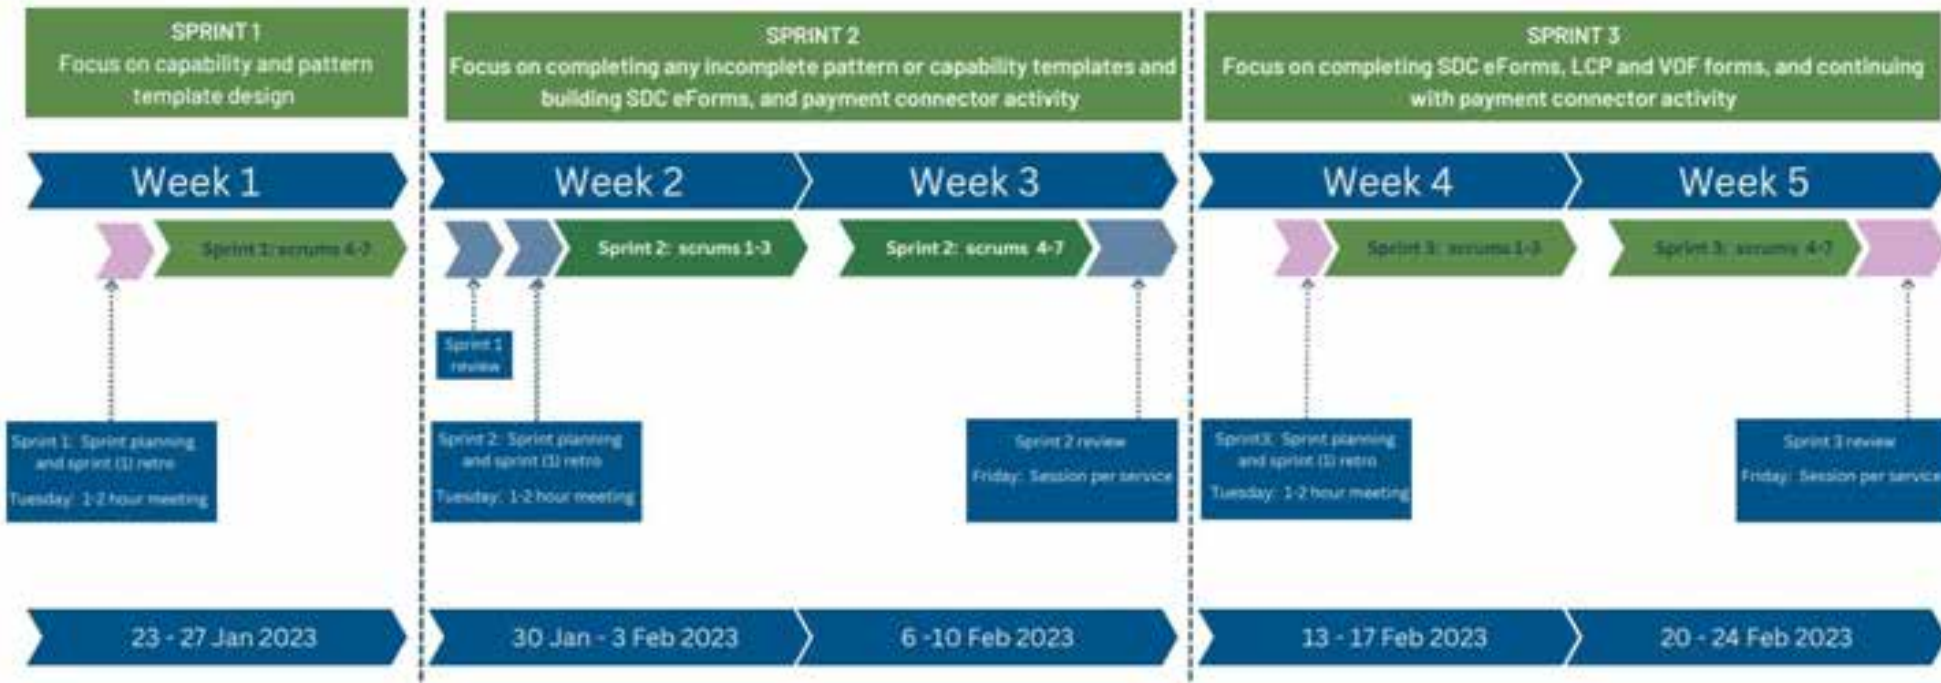 SPRINT 1
Focus on capability and pattern
template design
SPRINT 2
Focus on completing any incomplete pattern or capability templates and
building SDC eForms, and payment connector activity
SPRINT 3
Focus on completing SDC eForms, LCP and VOF forms, and continuing
with payment connector activity
Week 1
Week 2
Week 3
Week 4
Week 5
Sprint 1: scrums 4-7
Sprint 2: scrums 1-3
Sprint 2: scrums 4-7
Sprint 3: scrums 1-3
Sprint 3: scrums 4-7
Sprint 1
review
Sprint 1: Sprint planning
and sprint (1) retro
Tuesday: 1-2 hour meeting
Sprint 2: Sprint planning
and sprint (1) retro
Tuesday: 1-2 hour meeting
Sprint 2 review
Friday: Session per service
Sprint3: Sprint planning
and sprint (1) retro
Tuesday: 1-2 hour meeting
Sprint 3 review
Friday: Session per service
23 - 27 Jan 2023
30 Jan - 3 Feb 2023
6 -10 Feb 2023
13 - 17 Feb 2023
20 - 24 Feb 2023